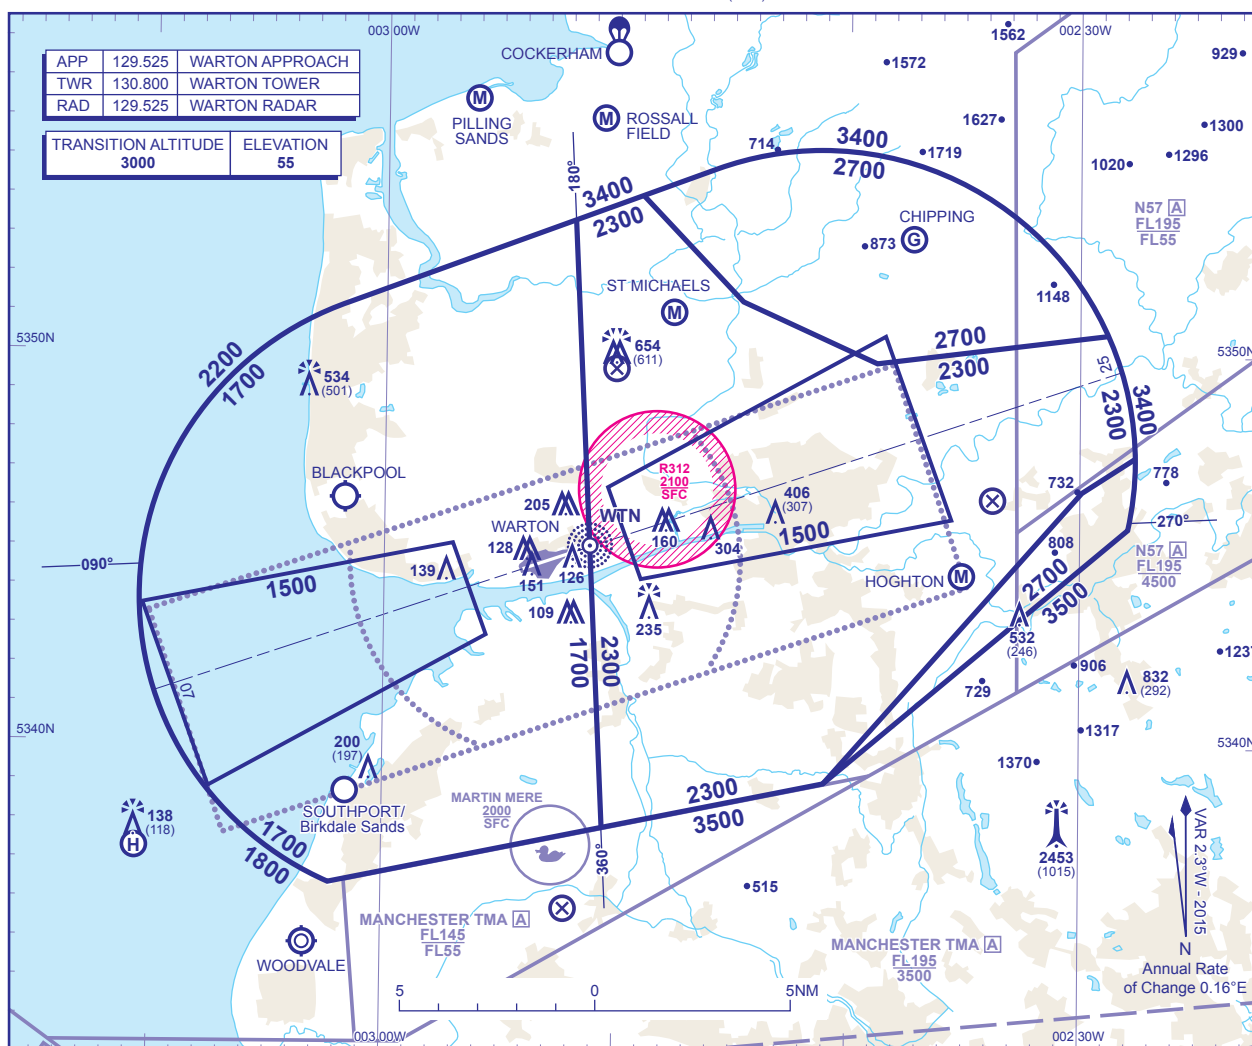 003 00W
002 30W
APP 129.525 WARTON APPROACH
TWR 130.800 WARTON TOWER
RAD 129.525 WARTON RADAR
TRANSITION ALTITUDE
3000
ELEVATION
55
COCKERHAM
M
PILLING
SANDS
M
ROSSALL
FIELD
1562
1572
929
1627
1300
1719
1296
1020
714
3400
2700
180°
3400
2300
N57 A
FL195
FL55
CHIPPING
G
873
ST MICHAELS
M
1148
5350N
5350N
2200
1700
654
(611)
534
(501)
2700
2300
25
3400
2300
BLACKPOOL
R312
2100
SFC
406
(307)
732
778
205
WTN
WARTON
128
160
304
1500
270°
151
126
808
N57 A
FL195
4500
090°
139
1500
HOGHTON
M
2700
3500
109
235
532
(246)
1700
2300
906
1237
07
729
832
(292)
5340N
5340N
200
(197)
1317
1370
138
(118)
H
SOUTHPORT/
Birkdale Sands
MARTIN MERE
2000
SFC
2300
3500
1700
1800
2453
(1015)
VAR 2.3°W - 2015
360°
515
MANCHESTER TMA A
FL145
FL55
MANCHESTER TMA A
FL195
3500
WOODVALE
N
Annual Rate
of Change 0.16°E
5 0 5NM
003 00W
002 30W